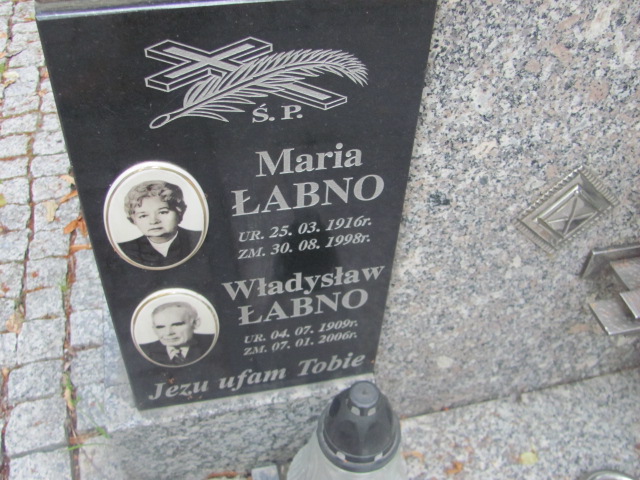 Ś. P.
Maria
ŁABNO
UR. 25. 03. 1916r.
ZM. 30. 08. 1998r.
Władysław
ŁABNO
UR. 04. 07. 1909r.
ZM. 07. 01. 2006r.
Jezu ufam Tobie